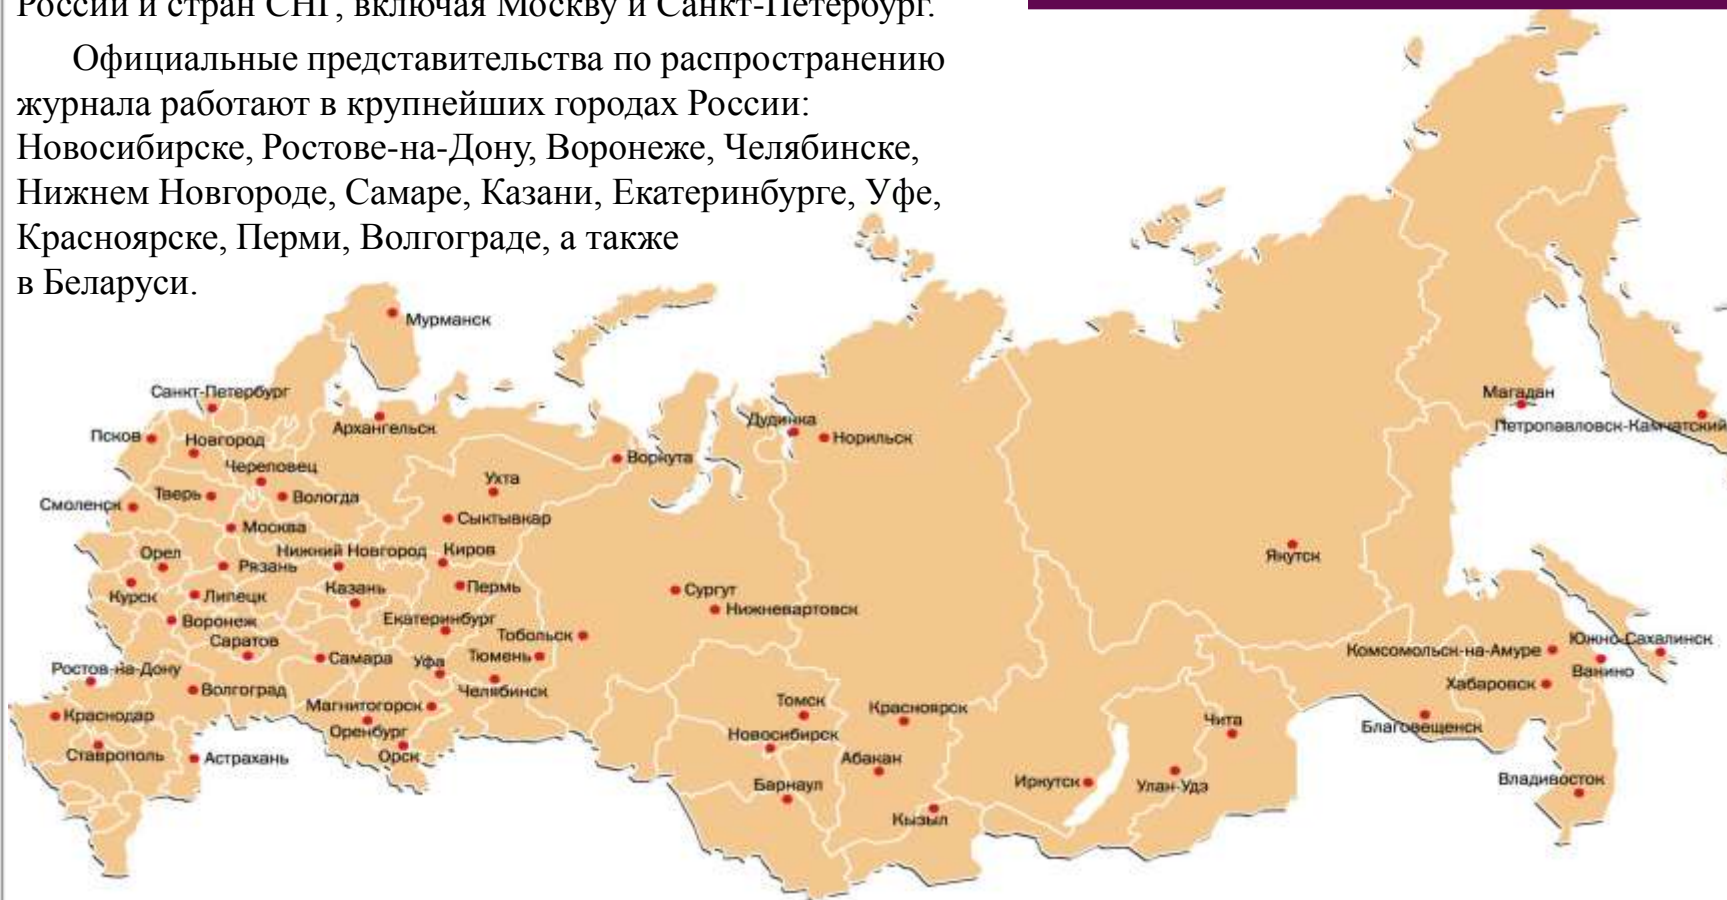 России и стран СНГ, включая Москву и Санкт-Петербург.
Официальные представительства по распространению
журнала работают в крупнейших городах России:
Новосибирске, Ростове-на-Дону, Воронеже, Челябинске,
Нижнем Новгороде, Самаре, Казани, Екатеринбурге, Уфе,
Красноярске, Перми, Волгограде, а также
в Беларуси.
Мурманск
Санкт-Петербург
Архангельск
Псков
Новгород
Череповец
Тверь
Вологда
Смоленск
Москва
Воркута
Ухта
Сыктывкар
Дудинка
Норильск
Магадан
Петропавловск-Камчатский
Орел
Нижний Новгород
Киров
Рязань
Курск
Липецк
Казань
Пермь
Воронеж
Екатеринбург
Саратов
Тобольск
Сургут
Нижневартовск
Якутск
Ростов-на-Дону
Самара
Уфа
Тюмень
Волгоград
Челябинск
Магнитогорск
Краснодар
Оренбург
Ставрополь
Астрахань
Орск
Томск
Красноярск
Новосибирск
Абакан
Барнаул
Кызыл
Иркутск
Улан-Удэ
Чита
Комсомольск-на-Амуре
Южно-Сахалинск
Ванино
Хабаровск
Благовещенск
Владивосток